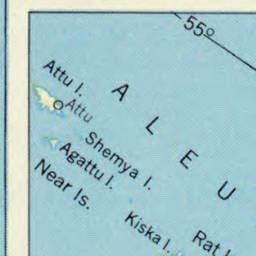 55°
Attu I.
Attu
A L E U
Shemya I.
Agattu I.
Near Is.
Kiska I.
Rat I